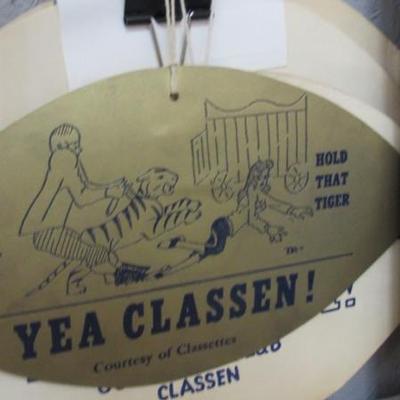 HOLD
THAT
TIGER
YEA CLASSEN!
Courtesy of Classettes
CLASSEN